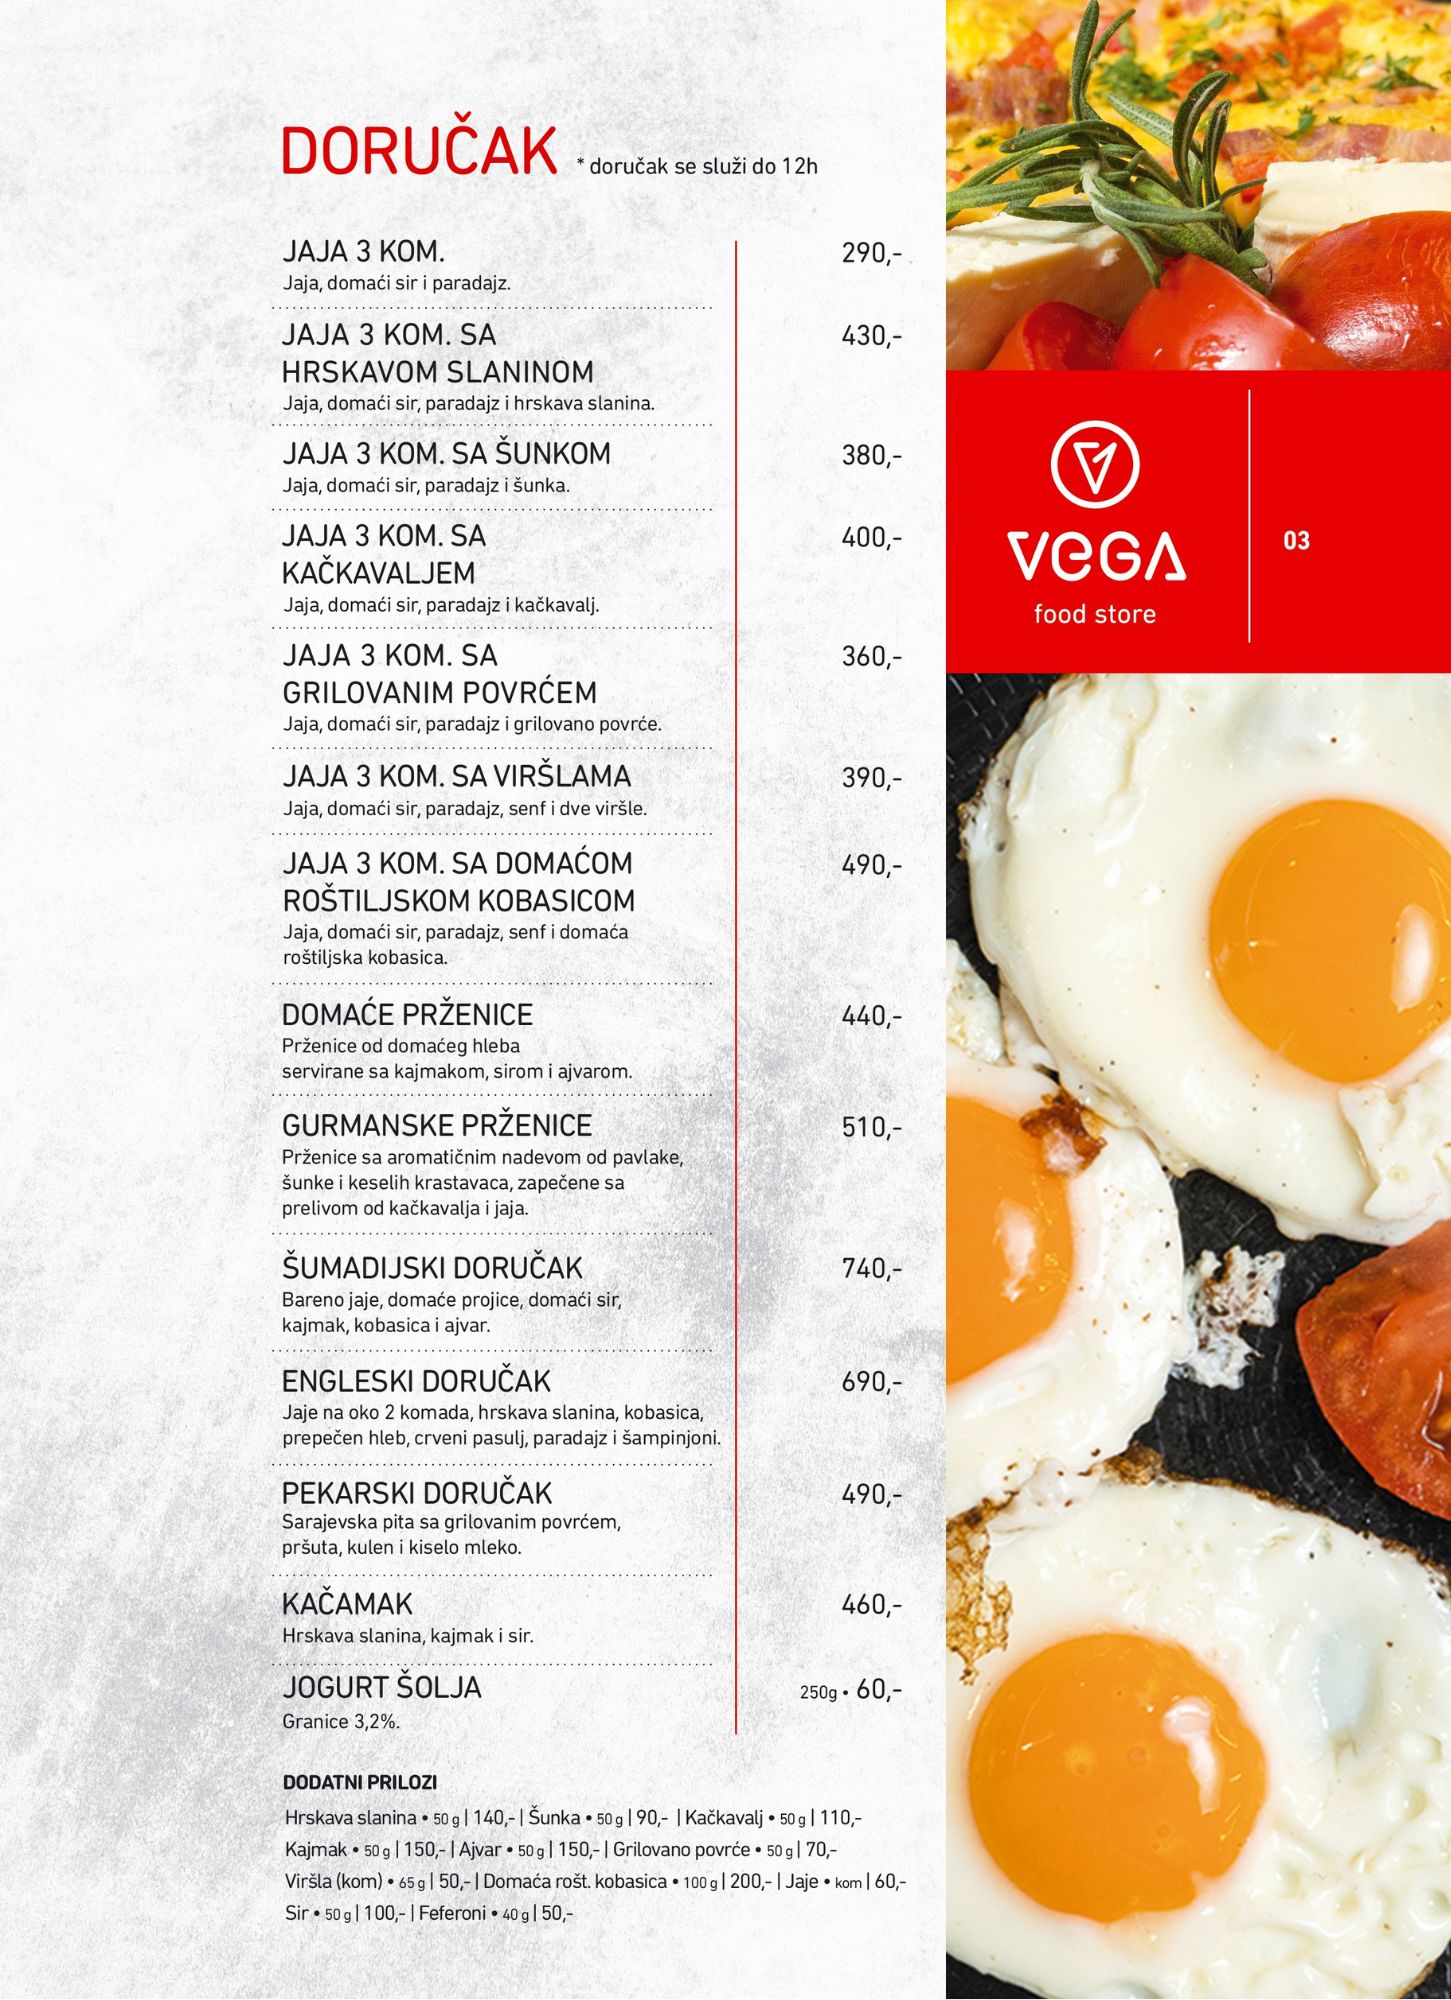 DORUČAK * doručak se služi do 12h
JAJA 3 KOM. 290,-
Jaja, domaći sir i paradajz.
JAJA 3 KOM. SA 430,-
HRSKAVOM SLANINOM
Jaja, domaći sir, paradajz i hrskava slanina.
JAJA 3 KOM. SA ŠUNKOM 380,-
Jaja, domaći sir, paradajz i šunka.
JAJA 3 KOM. SA 400,-
KAČKAVALJEM
Jaja, domaći sir, paradajz i kačkavalj.
JAJA 3 KOM. SA 360,-
GRILOVANIM POVRĆEM
Jaja, domaći sir, paradajz i grilovano povrće.
JAJA 3 KOM. SA VIRŠLAMA 390,-
Jaja, domaći sir, paradajz, senf i dve viršle.
JAJA 3 KOM. SA DOMAĆOM 490,-
ROŠTILJSKOM KOBASICOM
Jaja, domaći sir, paradajz, senf i domaća
roštiljska kobasica.
DOMAĆE PRŽENICE 440,-
Prženice od domaćeg hleba
servirane sa kajmakom, sirom i ajvarom.
GURMANSKE PRŽENICE 510,-
Prženice sa aromatičnim nadevom od pavlake,
šunke i keselih krastavaca, zapečene sa
prelivom od kačkavalja i jaja.
ŠUMADIJSKI DORUČAK 740,-
Bareno jaje, domaće projice, domaći sir,
kajmak, kobasica i ajvar.
ENGLESKI DORUČAK 690,-
Jaje na oko 2 komada, hrskava slanina, kobasica,
prepečen hleb, crveni pasulj, paradajz i šampinjoni.
PEKARSKI DORUČAK 490,-
Sarajevska pita sa grilovanim povrćem,
pršuta, kulen i kiselo mleko.
KAČAMAK 460,-
Hrskava slanina, kajmak i sir.
JOGURT ŠOLJA 250g • 60,-
Granice 3,2%.
DODATNI PRILOZI
Hrskava slanina • 50 g | 140,- | Šunka • 50 g | 90,- | Kačkavalj • 50 g | 110,-
Kajmak • 50 g | 150,- | Ajvar • 50 g | 150,- | Grilovano povrće • 50 g | 70,-
Viršla (kom) • 65 g | 50,- | Domaća rošt. kobasica • 100 g | 200,- | Jaje • kom | 60,-
Sir • 50 g | 100,- | Feferoni • 40 g | 50,-
VEGA
food store
03